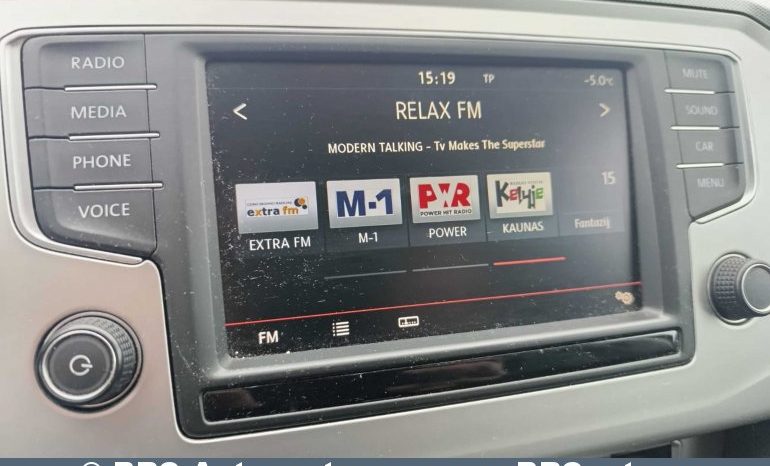 RADIO
MEDIA
PHONE
VOICE
15:19 TP -5.0°C
< RELAX FM >
MODERN TALKING - Tv Makes The Superstar
extra fm
EXTRA FM
M-1
M-1
PWR
POWER HIT RADIO
POWER
Kelyje
KAUNAS
15
Fantazij
FM
MUTE
SOUND
CAR
MENU